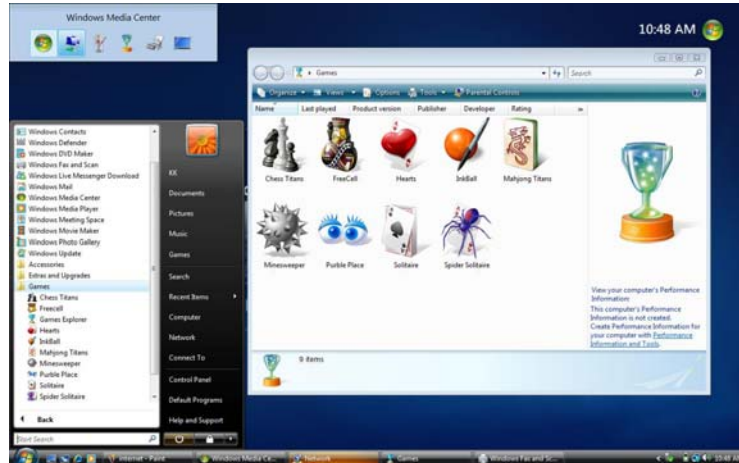 Windows Media Center
10:48 AM
Games
Search
Organize Views Options Tools Parental Controls
Name Last played Product version Publisher Developer Rating
Chess Titans FreeCell Hearts InkBall Mahjong Titans
Minesweeper Purble Place Solitaire Spider Solitaire
View your computer's Performance
Information
This computer's Performance
Information is not created.
Create Performance Information for
your computer with Performance
Information and Tools.
9 items
Windows Contacts
Windows Defender
Windows DVD Maker
Windows Fax and Scan
Windows Live Messenger Download
Windows Mail
Windows Media Center
Windows Media Player
Windows Meeting Space
Windows Movie Maker
Windows Photo Gallery
Windows Update
Accessories
Extras and Upgrades
Games
Chess Titans
Freecell
Games Explorer
Hearts
InkBall
Mahjong Titans
Minesweeper
Purble Place
Solitaire
Spider Solitaire
Back
Start Search
KK
Documents
Pictures
Music
Games
Search
Recent Items
Computer
Network
Connect To
Control Panel
Default Programs
Help and Support
internet - Paint Windows Media Ce... Network Games Windows Fax and Sc... 10:48 AM